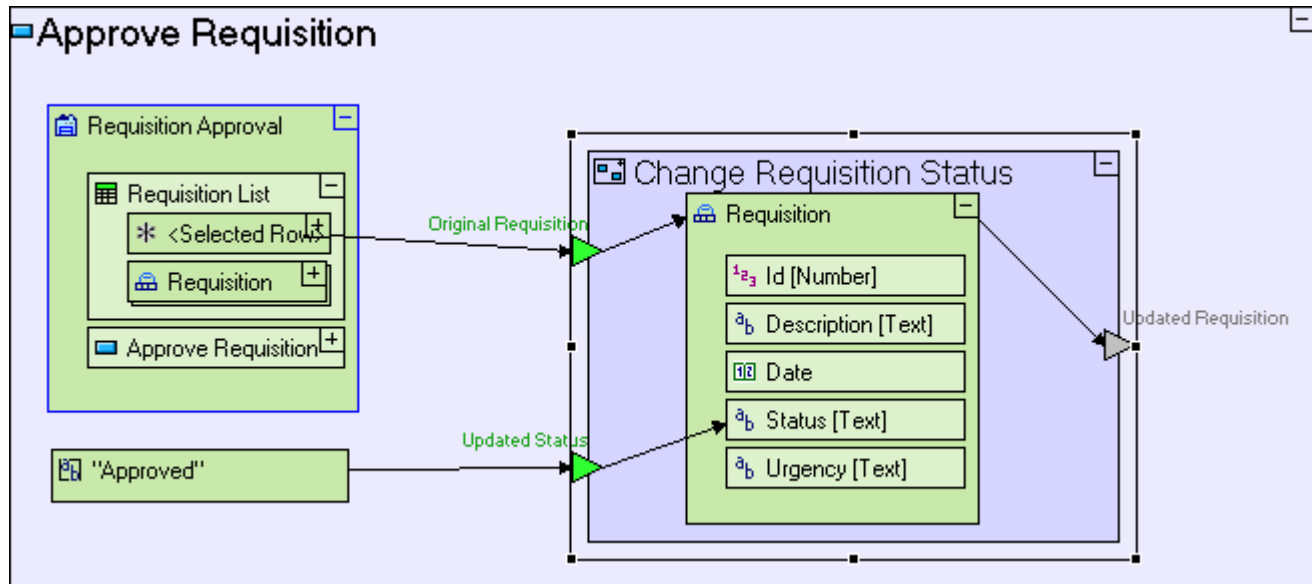 Approve Requisition
Requisition Approval
Requisition List
<Selected Row>
Requisition
Approve Requisition
"Approved"
Original Requisition
Updated Status
Change Requisition Status
Requisition
Id [Number]
Description [Text]
Date
Status [Text]
Urgency [Text]
Updated Requisition